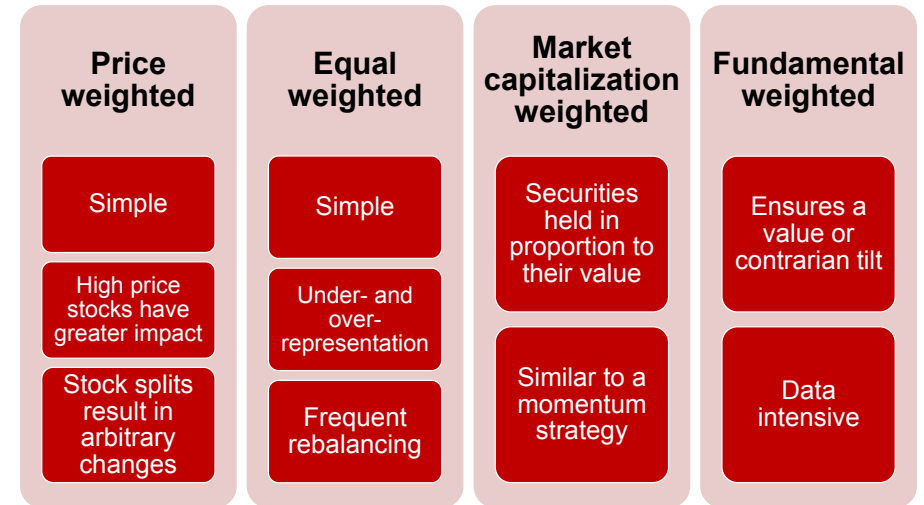 Price
weighted
Simple
High price
stocks have
greater impact
Stock splits
result in
arbitrary
changes
Equal
weighted
Simple
Under- and
over-
representation
Frequent
rebalancing
Market
capitalization
weighted
Securities
held in
proportion to
their value
Similar to a
momentum
strategy
Fundamental
weighted
Ensures a
value or
contrarian tilt
Data
intensive